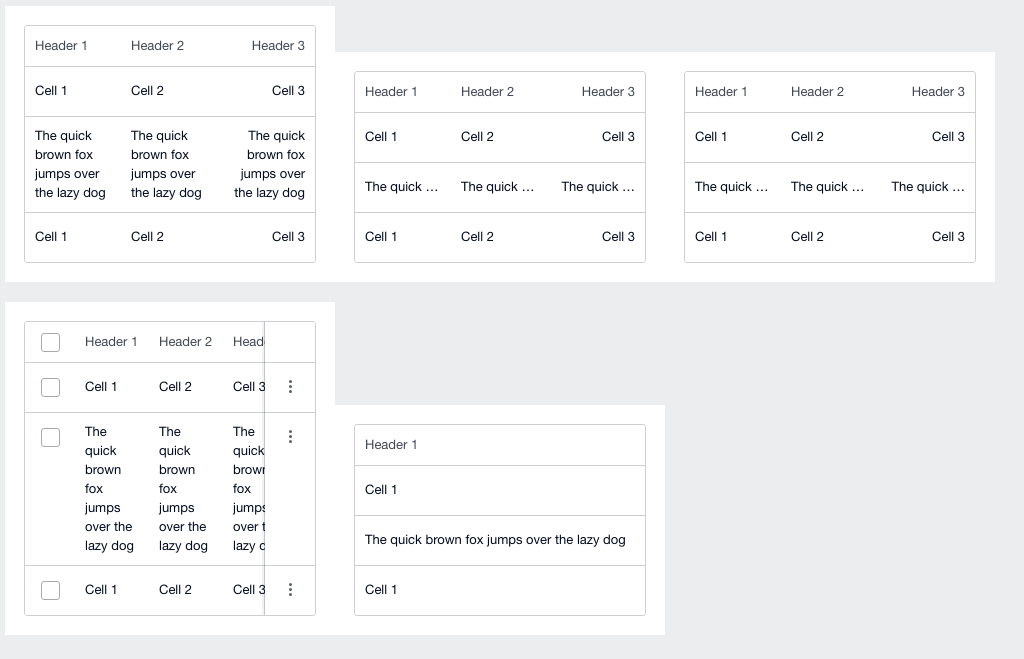 Header 1 Header 2 Header 3
Cell 1 Cell 2 Cell 3
The quick The quick The quick
brown fox brown fox brown fox
jumps over jumps over jumps over
the lazy dog the lazy dog the lazy dog
Cell 1 Cell 2 Cell 3
Header 1 Header 2 Header 3
Cell 1 Cell 2 Cell 3
The quick … The quick … The quick …
Cell 1 Cell 2 Cell 3
Header 1 Header 2 Header 3
Cell 1 Cell 2 Cell 3
The quick … The quick … The quick …
Cell 1 Cell 2 Cell 3
Header 1 Header 2 Head
Cell 1 Cell 2 Cell 3
The The The
quick quick quick
brown brown brow
fox fox fox
jumps jumps jumps
over the over the over t
lazy dog lazy dog lazy d
Cell 1 Cell 2 Cell 3
Header 1
Cell 1
The quick brown fox jumps over the lazy dog
Cell 1